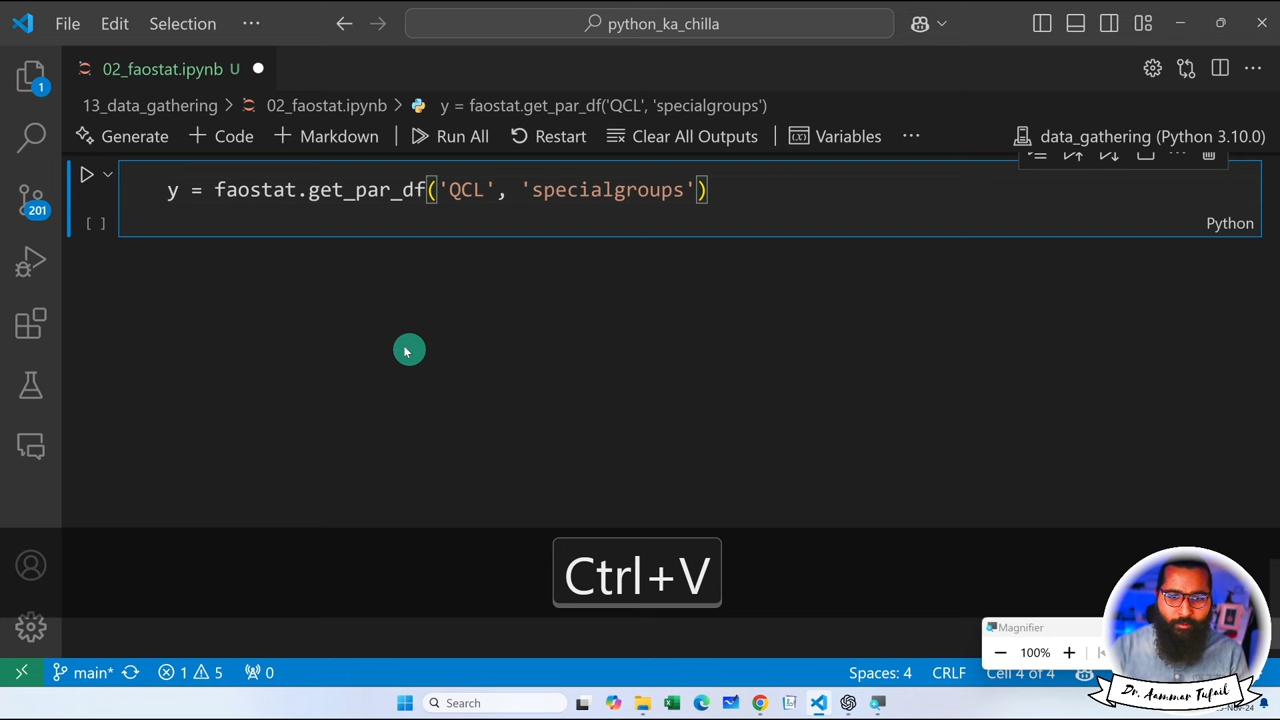 File Edit Selection ··· python_ka_chilla
02_faostat.ipynb U
13_data_gathering > 02_faostat.ipynb > y = faostat.get_par_df('QCL', 'specialgroups')
Generate + Code + Markdown Run All Restart Clear All Outputs Variables ··· data_gathering (Python 3.10.0)
y = faostat.get_par_df('QCL', 'specialgroups')
[ ] Python
1
201
Ctrl+V
Magnifier
100%
main* 1 5 0 Spaces: 4 CRLF Cell 4 of 4
Search
Dr. Aammar Tufail